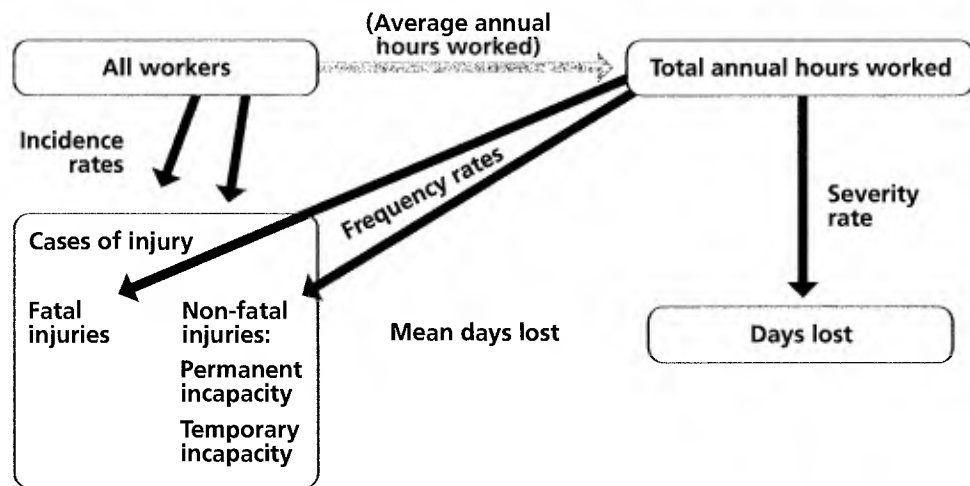 (Average annual
hours worked)
All workers
Total annual hours worked
Incidence
rates
Frequency rates
Severity
rate
Cases of injury
Fatal
injuries
Non-fatal
injuries:
Permanent
incapacity
Temporary
incapacity
Mean days lost
Days lost